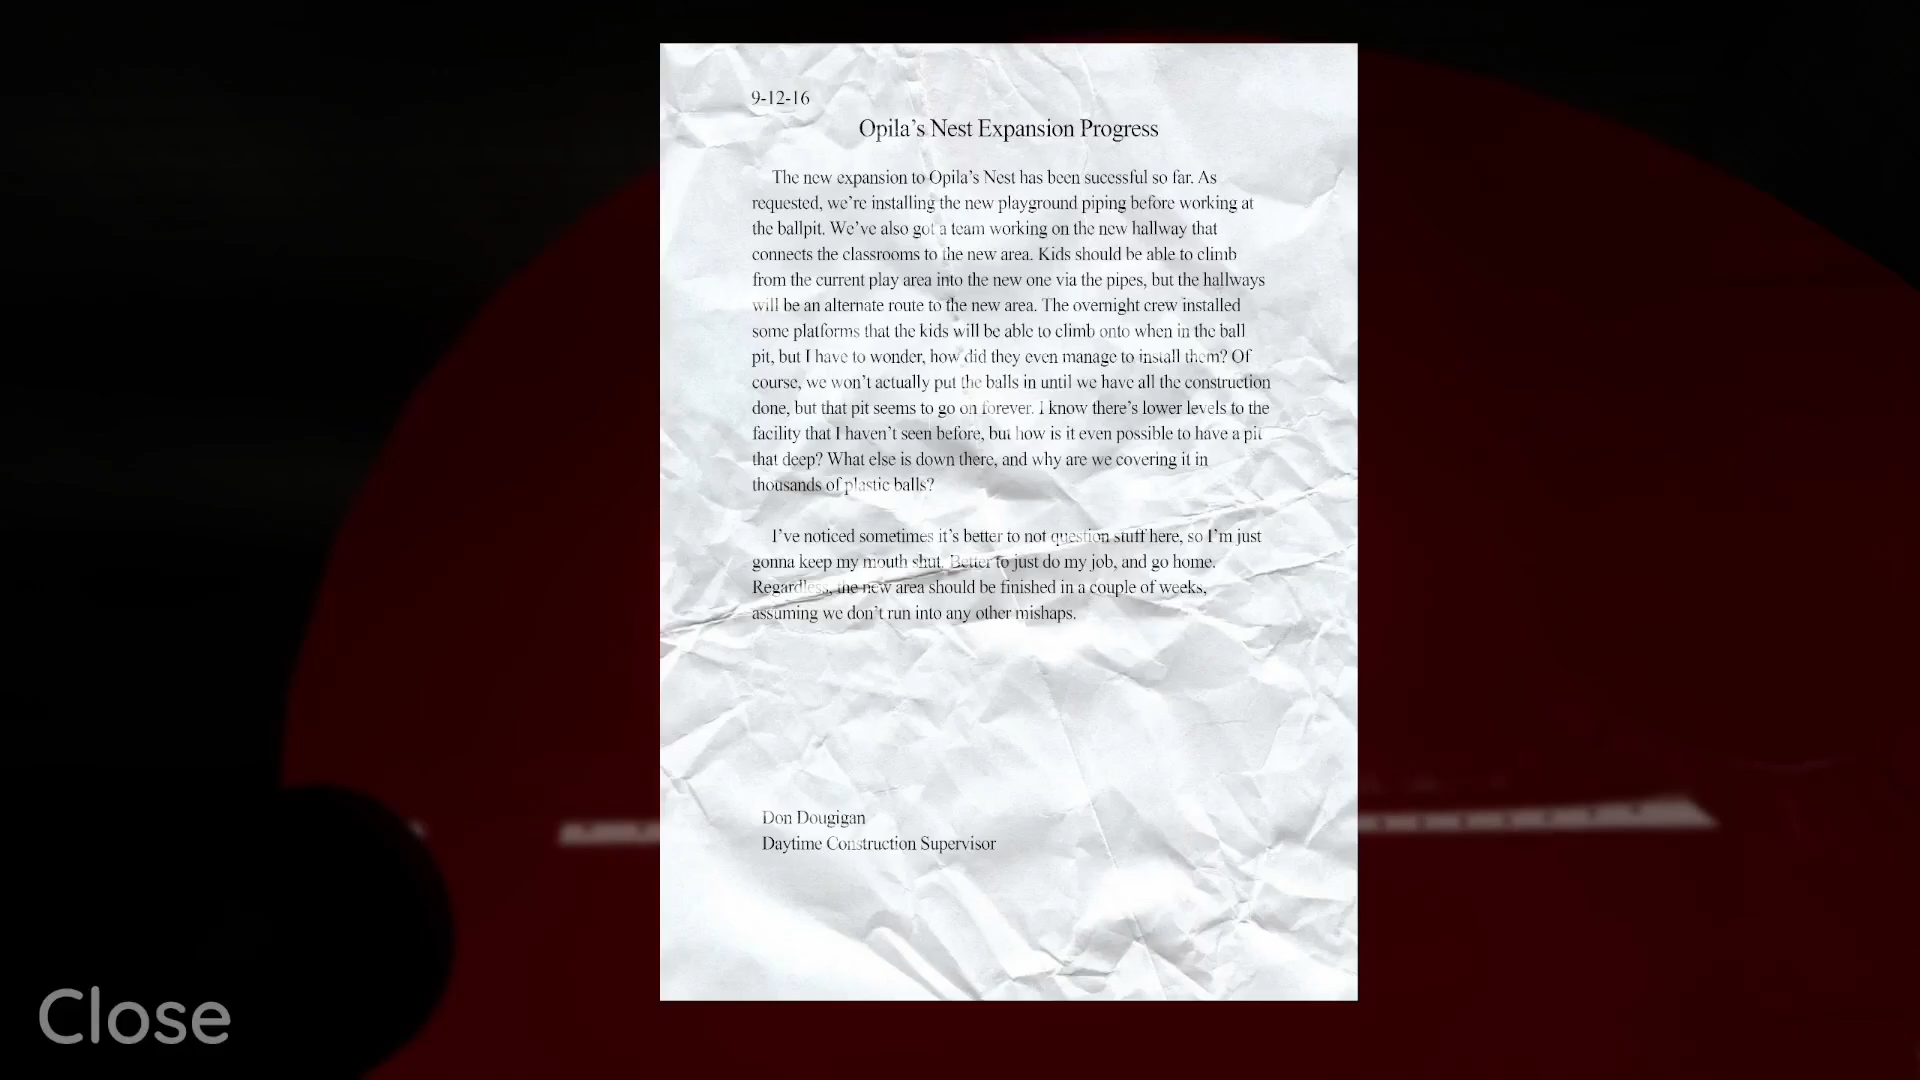 9-12-16
Opila's Nest Expansion Progress
The new expansion to Opila's Nest has been sucessful so far. As
requested, we're installing the new playground piping before working at
the ballpit. We've also got a team working on the new hallway that
connects the classrooms to the new area. Kids should be able to climb
from the current play area into the new one via the pipes, but the hallways
will be an alternate route to the new area. The overnight crew installed
some platforms that the kids will be able to climb onto when in the ball
pit, but I have to wonder, how did they even manage to install them? Of
course, we won't actually put the balls in until we have all the construction
done, but that pit seems to go on forever. I know there's lower levels to the
facility that I haven't seen before, but how is it even possible to have a pit
that deep? What else is down there, and why are we covering it in
thousands of plastic balls?
I've noticed sometimes it's better to not question stuff here, so I'm just
gonna keep my mouth shut. Better to just do my job, and go home.
Regardless, the new area should be finished in a couple of weeks,
assuming we don't run into any other mishaps.
Don Dougigan
Daytime Construction Supervisor
Close